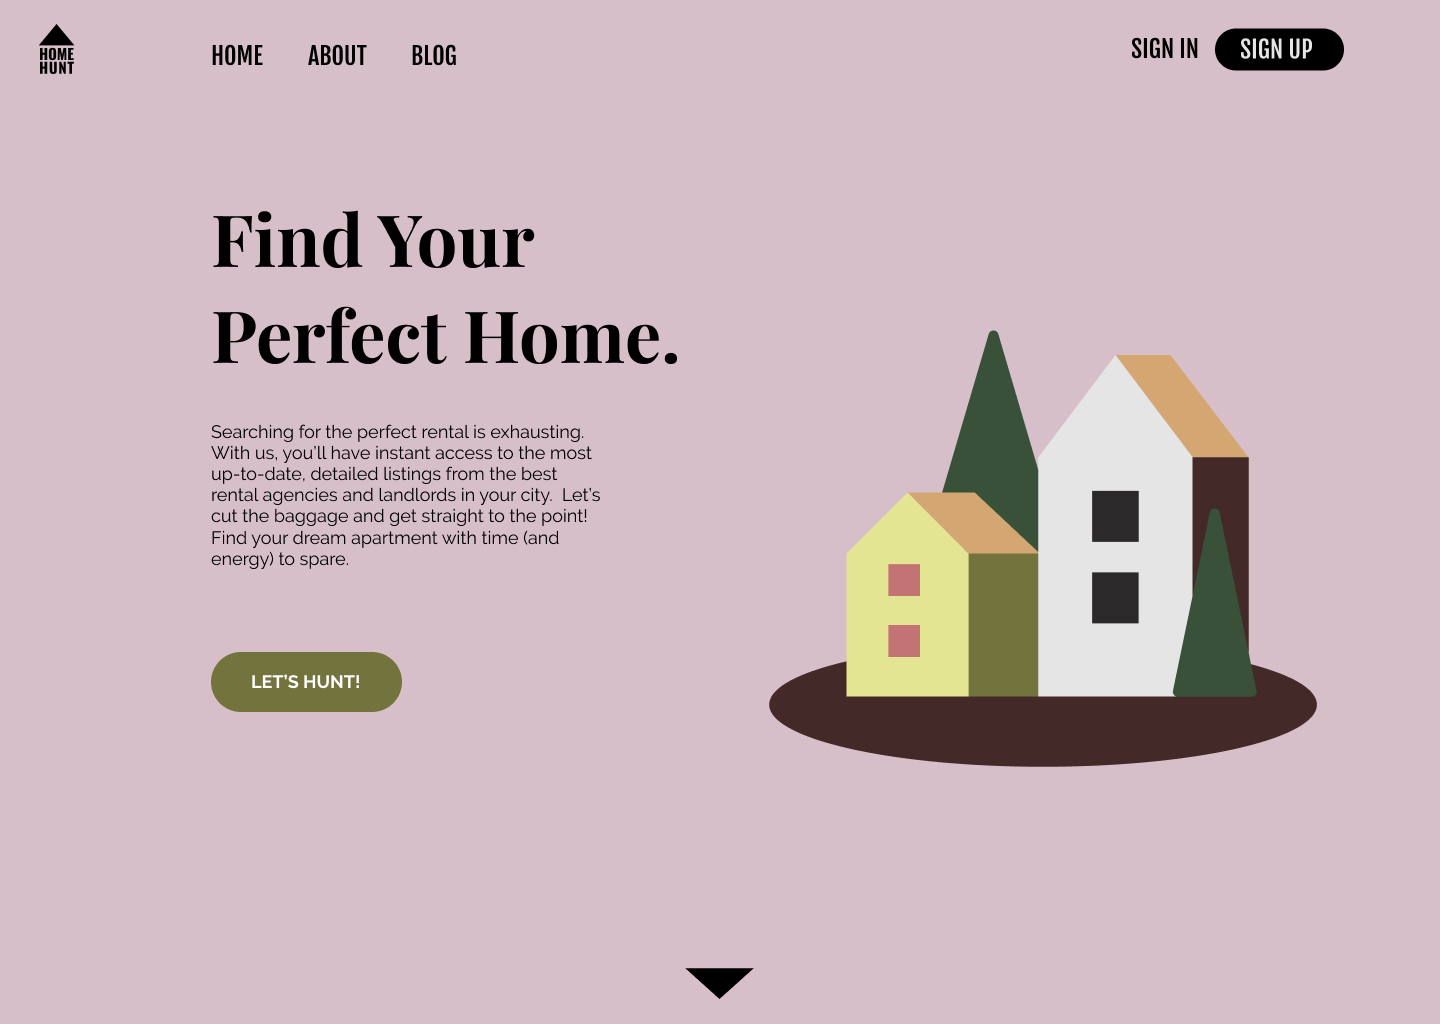 HOME
HUNT
HOME ABOUT BLOG
SIGN IN SIGN UP
Find Your
Perfect Home.
Searching for the perfect rental is exhausting.
With us, you’ll have instant access to the most
up-to-date, detailed listings from the best
rental agencies and landlords in your city.  Let’s
cut the baggage and get straight to the point!
Find your dream apartment with time (and
energy) to spare.
LET’S HUNT!